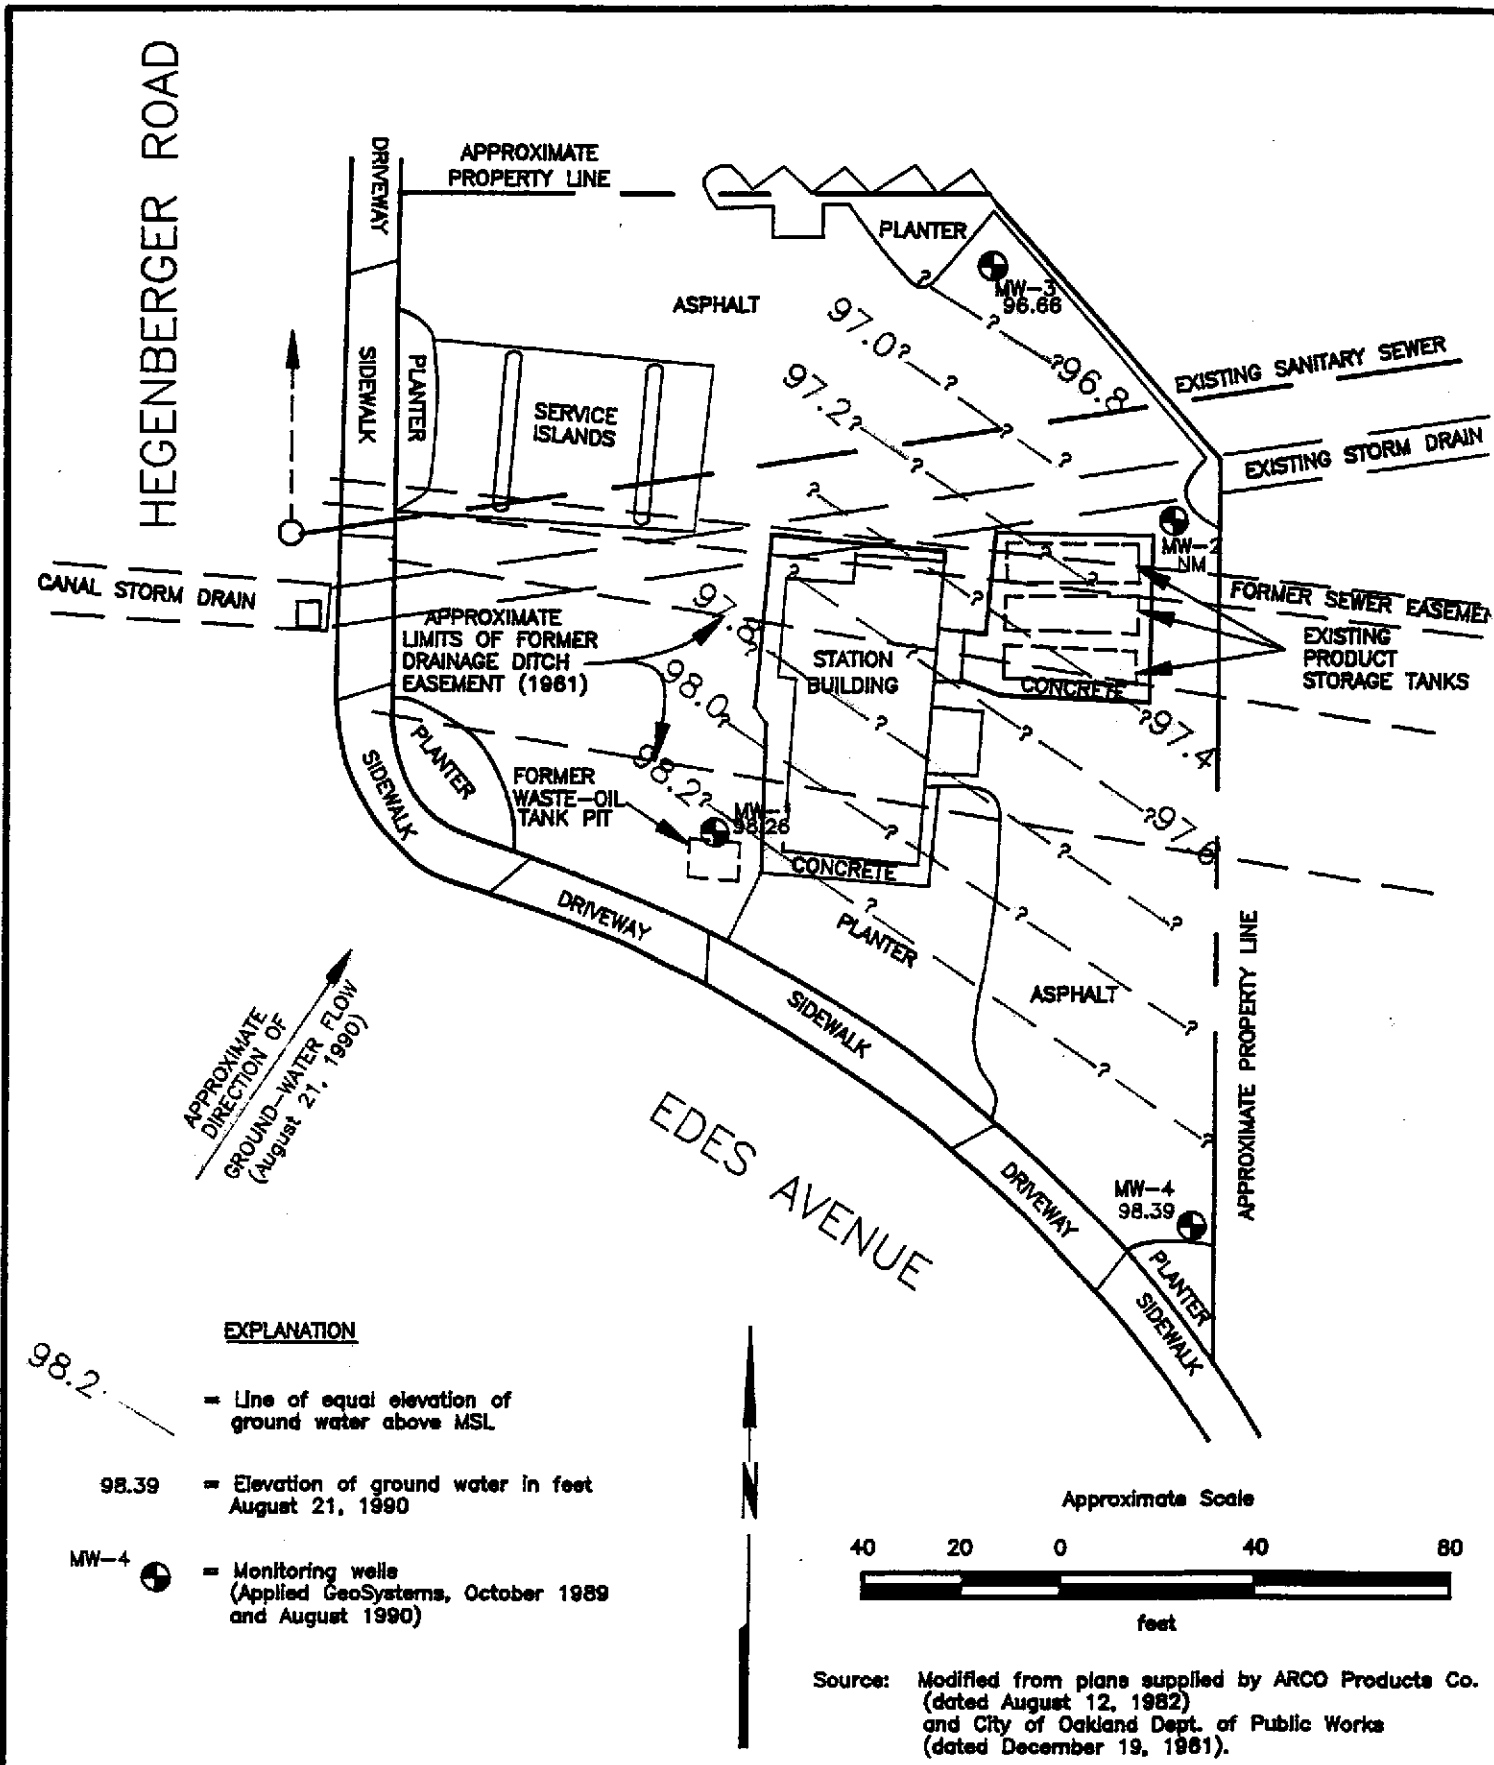 HEGENBERGER ROAD
DRIVEWAY
APPROXIMATE
PROPERTY LINE
PLANTER
MW-3
96.66
ASPHALT
97.0?
?
?
?
?
?
?
96.8
97.2?
?
?
?
?
EXISTING SANITARY SEWER
EXISTING STORM DRAIN
SIDEWALK
PLANTER
SERVICE
ISLANDS
MW-2
NM
CANAL STORM DRAIN
FORMER SEWER EASEME
APPROXIMATE
LIMITS OF FORMER
DRAINAGE DITCH
EASEMENT (1961)
97.8
98.0?
98.2?
STATION
BUILDING
CONCRETE
EXISTING
PRODUCT
STORAGE TANKS
?97.4
?97.6
PLANTER
SIDEWALK
FORMER
WASTE-OIL
TANK PIT
MW-1
98.26
CONCRETE
DRIVEWAY
PLANTER
ASPHALT
SIDEWALK
APPROXIMATE PROPERTY LINE
APPROXIMATE
DIRECTION OF
GROUND-WATER FLOW
(August 21, 1990)
EDES AVENUE
DRIVEWAY
MW-4
98.39
PLANTER
SIDEWALK
EXPLANATION
98.2
= Line of equal elevation of
ground water above MSL
98.39 = Elevation of ground water in feet
August 21, 1990
MW-4 = Monitoring wells
(Applied GeoSystems, October 1989
and August 1990)
N
Approximate Scale
40 20 0 40 80
feet
Source: Modified from plans supplied by ARCO Products Co.
(dated August 12, 1982)
and City of Oakland Dept. of Public Works
(dated December 19, 1961).